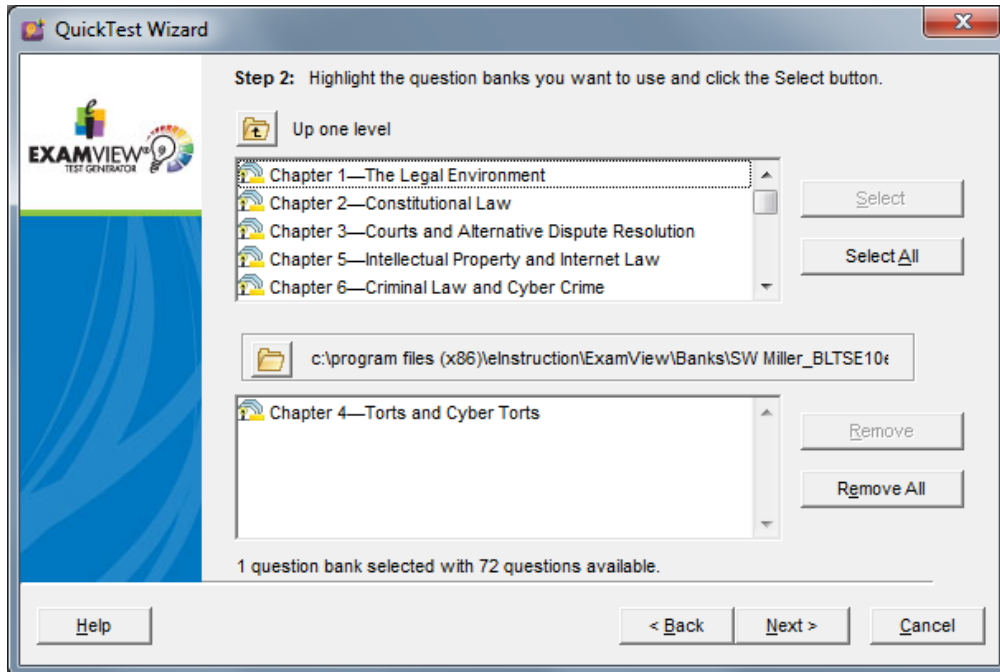 QuickTest Wizard
Step 2: Highlight the question banks you want to use and click the Select button.
Up one level
EXAMVIEW®
TEST GENERATOR
Chapter 1—The Legal Environment
Chapter 2—Constitutional Law
Chapter 3—Courts and Alternative Dispute Resolution
Chapter 5—Intellectual Property and Internet Law
Chapter 6—Criminal Law and Cyber Crime
Select
Select All
c:\program files (x86)\eInstruction\ExamView\Banks\SW Miller_BLTSE10e
Chapter 4—Torts and Cyber Torts
Remove
Remove All
1 question bank selected with 72 questions available.
Help
< Back
Next >
Cancel